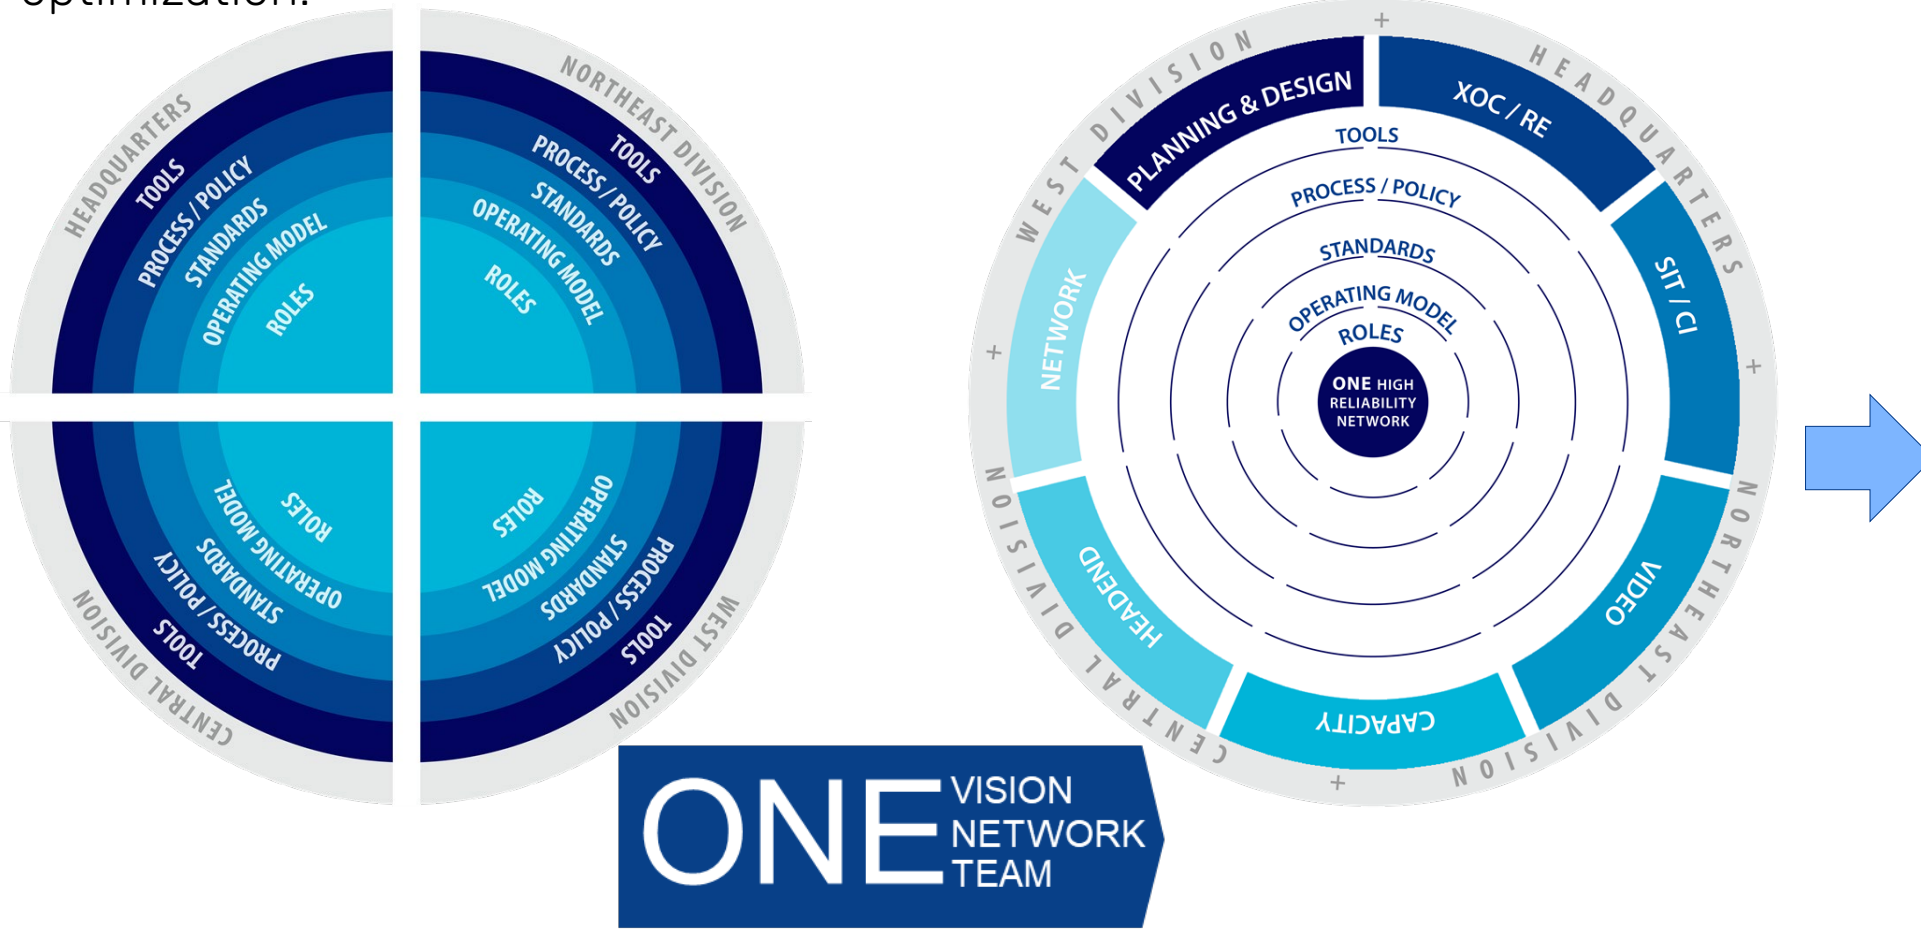 optimization.
HEADQUARTERS
TOOLS
PROCESS / POLICY
STANDARDS
OPERATING MODEL
ROLES
NORTHEAST DIVISION
TOOLS
PROCESS / POLICY
STANDARDS
OPERATING MODEL
ROLES
CENTRAL DIVISION
TOOLS
PROCESS / POLICY
STANDARDS
OPERATING MODEL
ROLES
WEST DIVISION
TOOLS
PROCESS / POLICY
STANDARDS
OPERATING MODEL
ROLES
WEST DIVISION
+
HEADQUARTERS
+
NORTHEAST DIVISION
+
CENTRAL DIVISION
+
PLANNING & DESIGN
XOC / RE
SIT / CI
VIDEO
CAPACITY
HEADEND
NETWORK
TOOLS
PROCESS / POLICY
STANDARDS
OPERATING MODEL
ROLES
ONE HIGH
RELIABILITY
NETWORK
ONE
VISION
NETWORK
TEAM